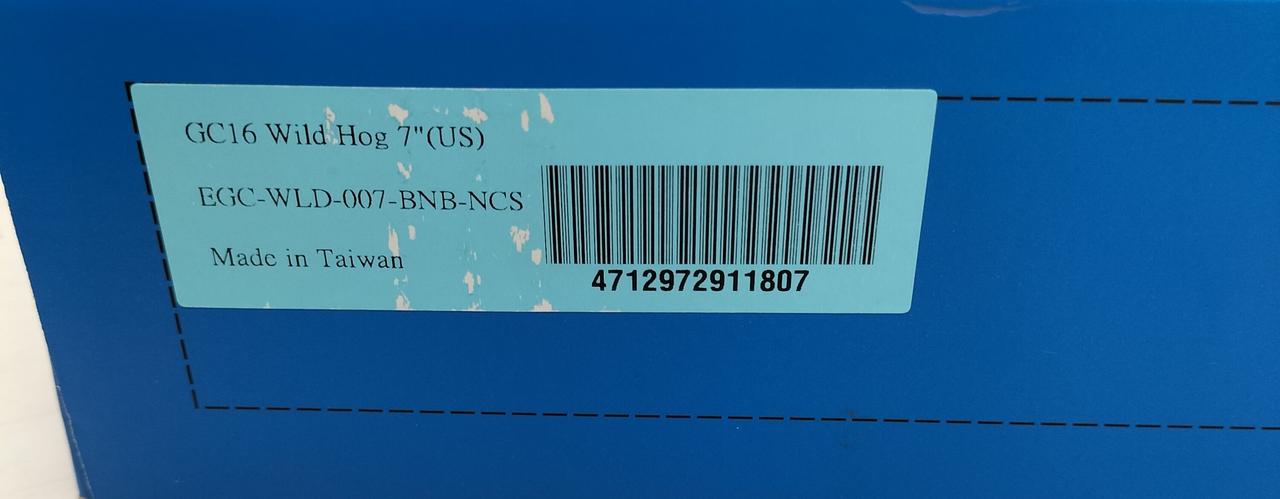 GC16 Wild Hog 7"(US)
EGC-WLD-007-BNB-NCS
Made in Taiwan
4712972911807